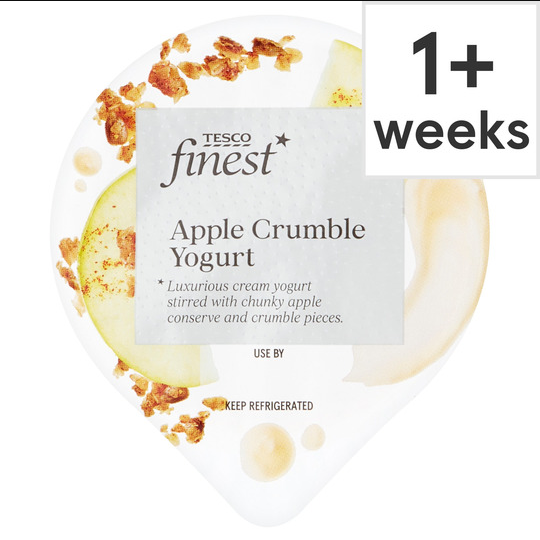 1+
weeks
TESCO
finest*
Apple Crumble
Yogurt
*Luxurious cream yogurt
stirred with chunky apple
conserve and crumble pieces.
USE BY
KEEP REFRIGERATED